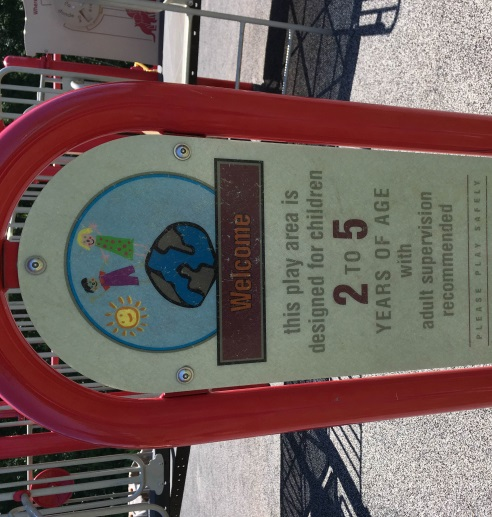 Welcome
this play area is
designed for children
2 TO 5
YEARS OF AGE
with
adult supervision
recommended
PLEASE PLAY SAFELY